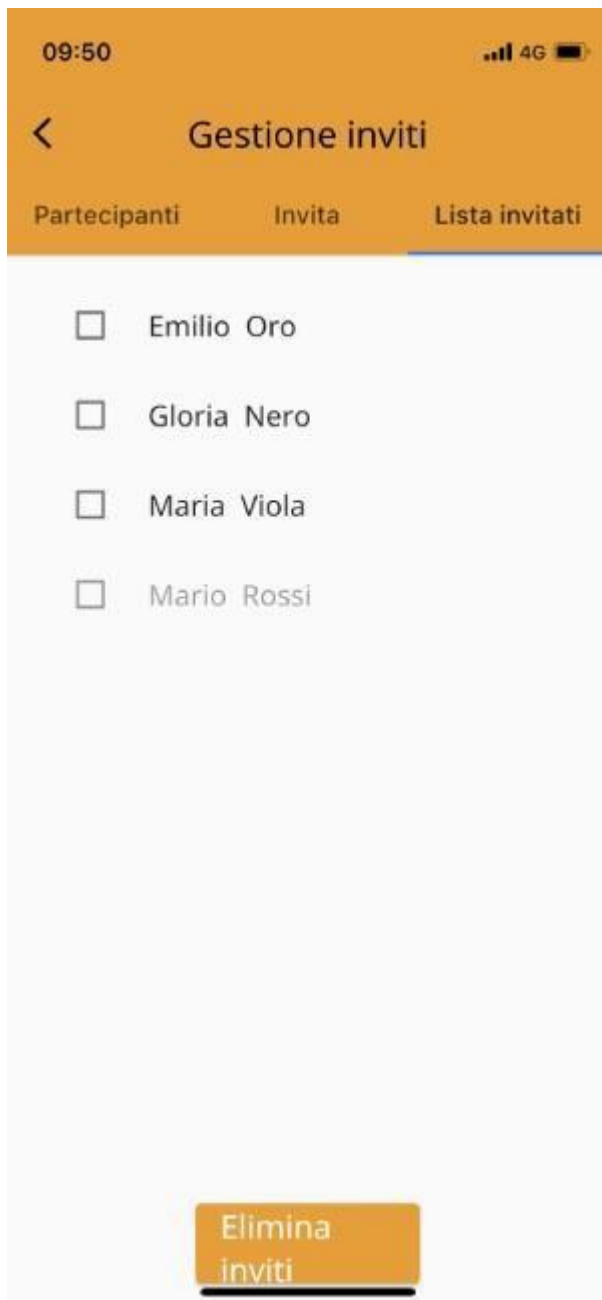 09:50 4G
Gestione inviti
Partecipanti Invita Lista invitati
Emilio Oro
Gloria Nero
Maria Viola
Mario Rossi
Elimina
inviti